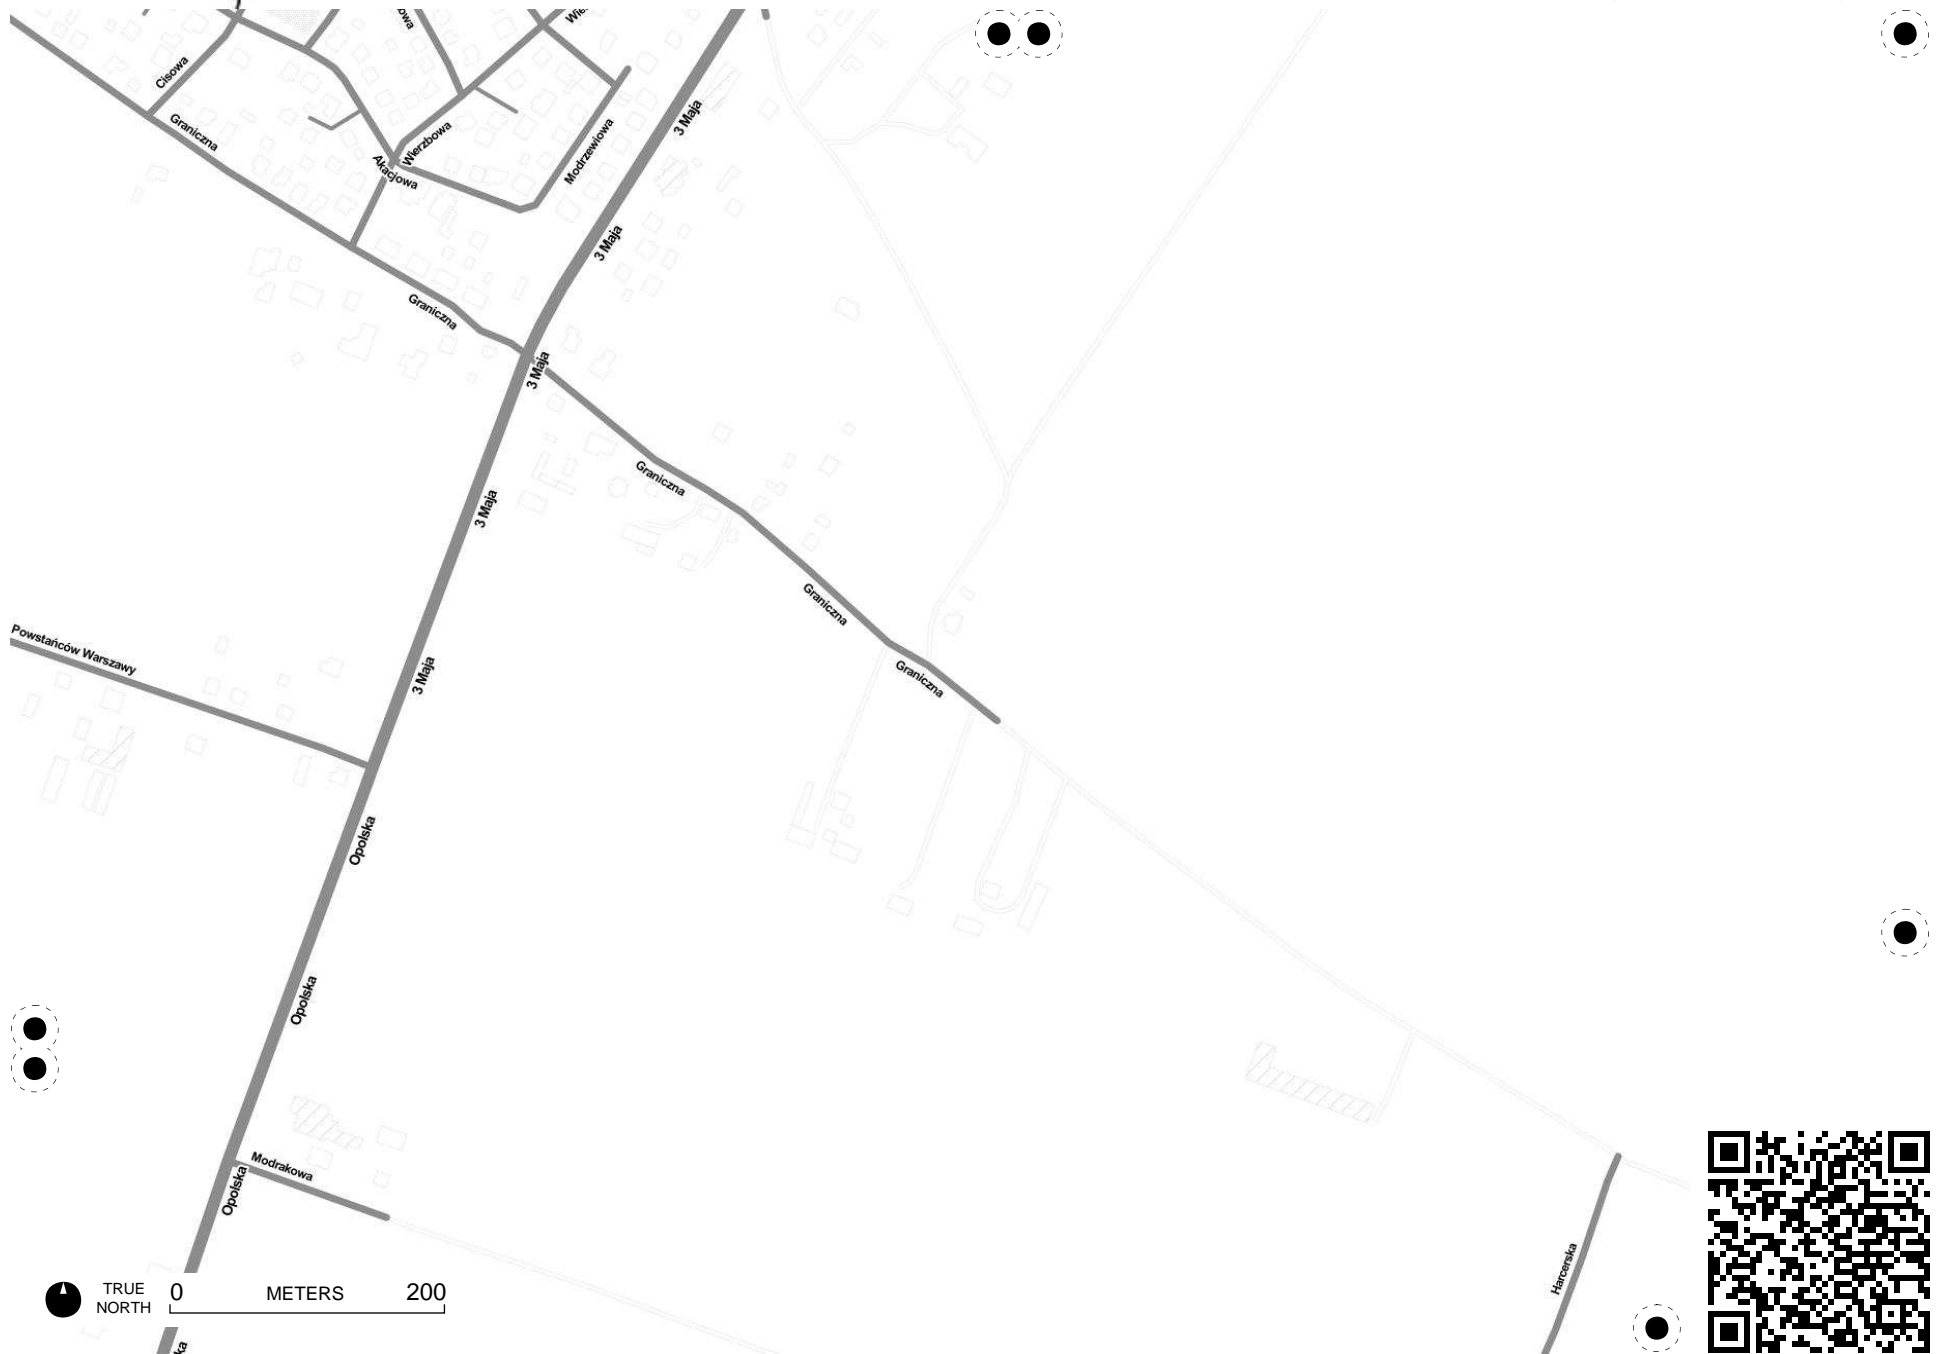 Cisowa
Graniczna
Wierzbowa
Akacjowa
Modrzewiowa
3 Maja
3 Maja
Graniczna
3 Maja
Graniczna
3 Maja
Graniczna
Powstańców Warszawy
3 Maja
Graniczna
Opolska
Opolska
Modrakowa
Opolska
Harcerska
TRUE
NORTH
0 METERS 200